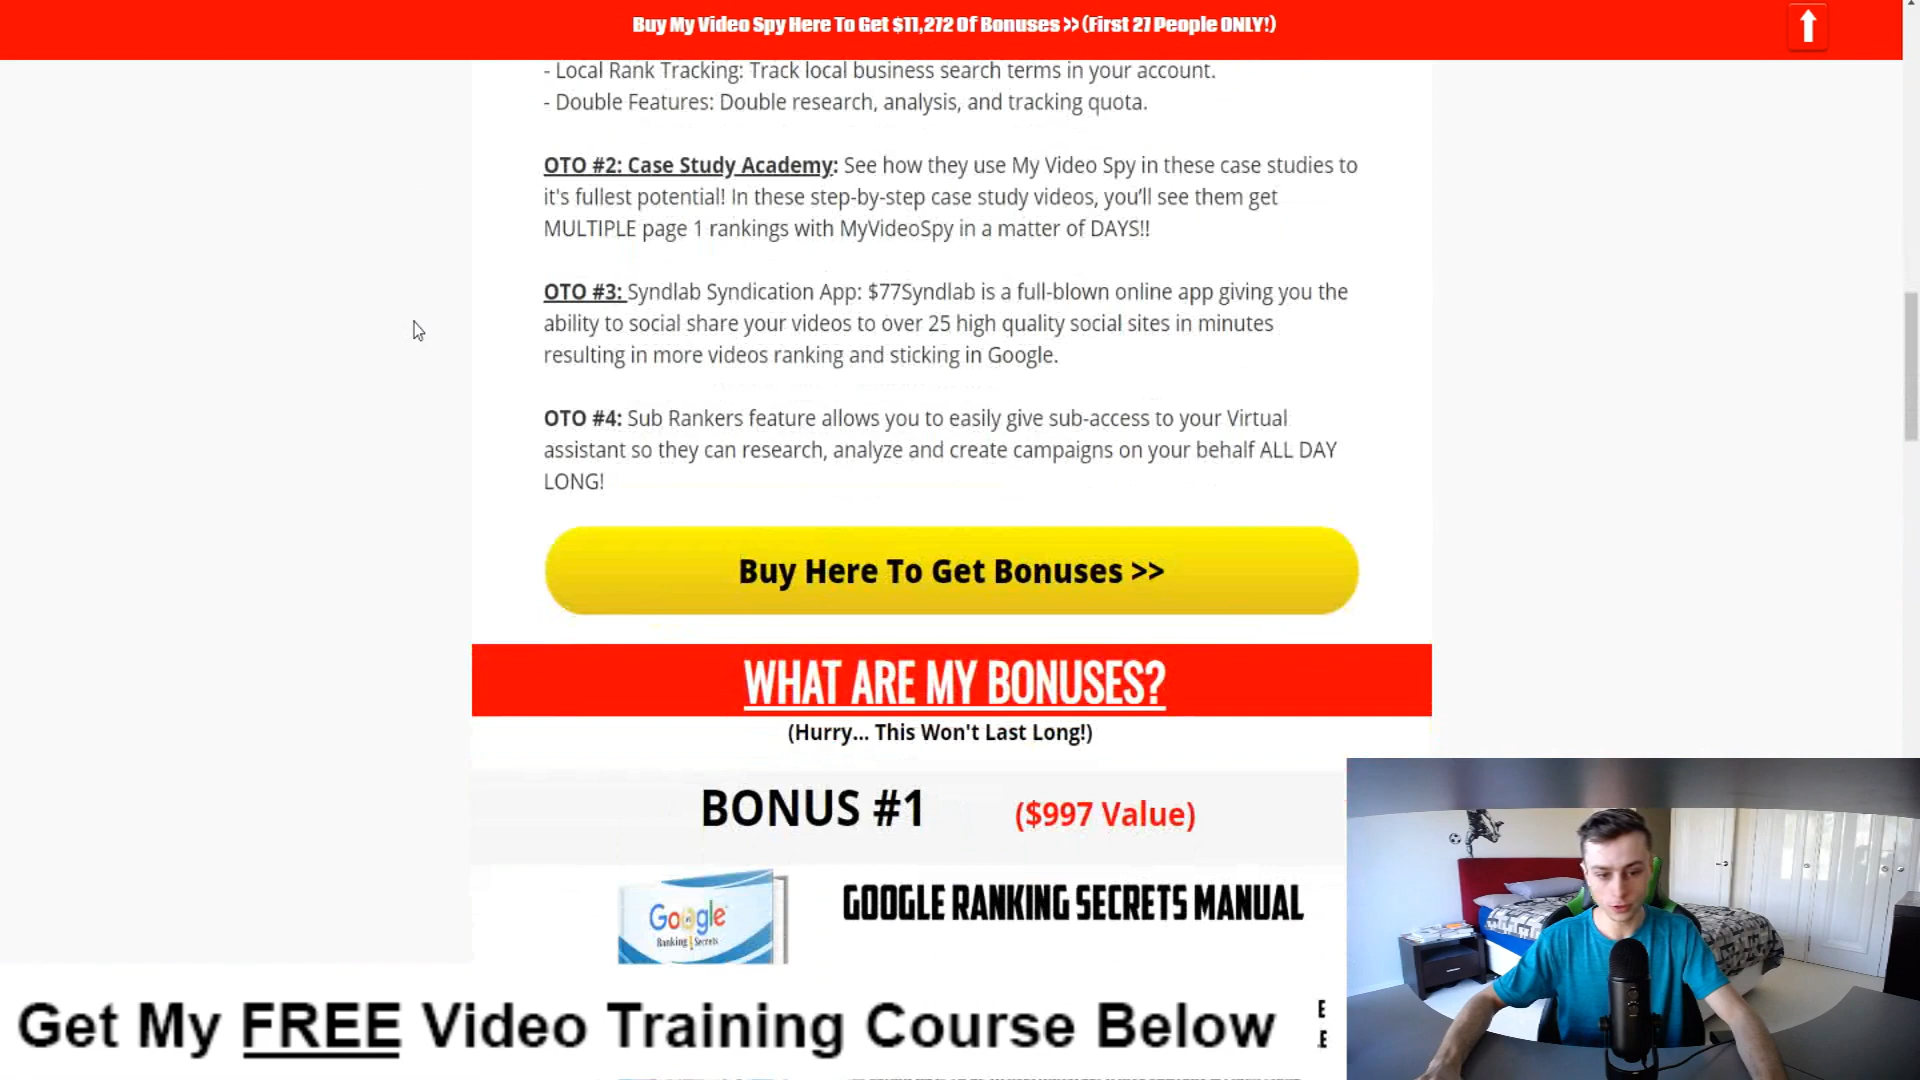 Buy My Video Spy Here To Get $11,272 Of Bonuses >> (First 27 People ONLY!)
- Local Rank Tracking: Track local business search terms in your account.
- Double Features: Double research, analysis, and tracking quota.
OTO #2: Case Study Academy: See how they use My Video Spy in these case studies to
it's fullest potential! In these step-by-step case study videos, you'll see them get
MULTIPLE page 1 rankings with MyVideoSpy in a matter of DAYS!!
OTO #3: Syndlab Syndication App: $77Syndlab is a full-blown online app giving you the
ability to social share your videos to over 25 high quality social sites in minutes
resulting in more videos ranking and sticking in Google.
OTO #4: Sub Rankers feature allows you to easily give sub-access to your Virtual
assistant so they can research, analyze and create campaigns on your behalf ALL DAY
LONG!
Buy Here To Get Bonuses >>
WHAT ARE MY BONUSES?
(Hurry... This Won't Last Long!)
BONUS #1 ($997 Value)
GOOGLE RANKING SECRETS MANUAL
Google
Ranking Secrets
Get My FREE Video Training Course Below